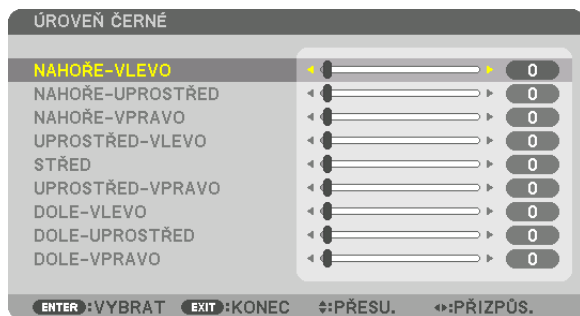 ÚROVEŇ ČERNÉ
NAHOŘE-VLEVO 0
NAHOŘE-UPROSTŘED 0
NAHOŘE-VPRAVO 0
UPROSTŘED-VLEVO 0
STŘED 0
UPROSTŘED-VPRAVO 0
DOLE-VLEVO 0
DOLE-UPROSTŘED 0
DOLE-VPRAVO 0
ENTER:VYBRAT EXIT:KONEC :PŘESU. :PŘIZPŮS.